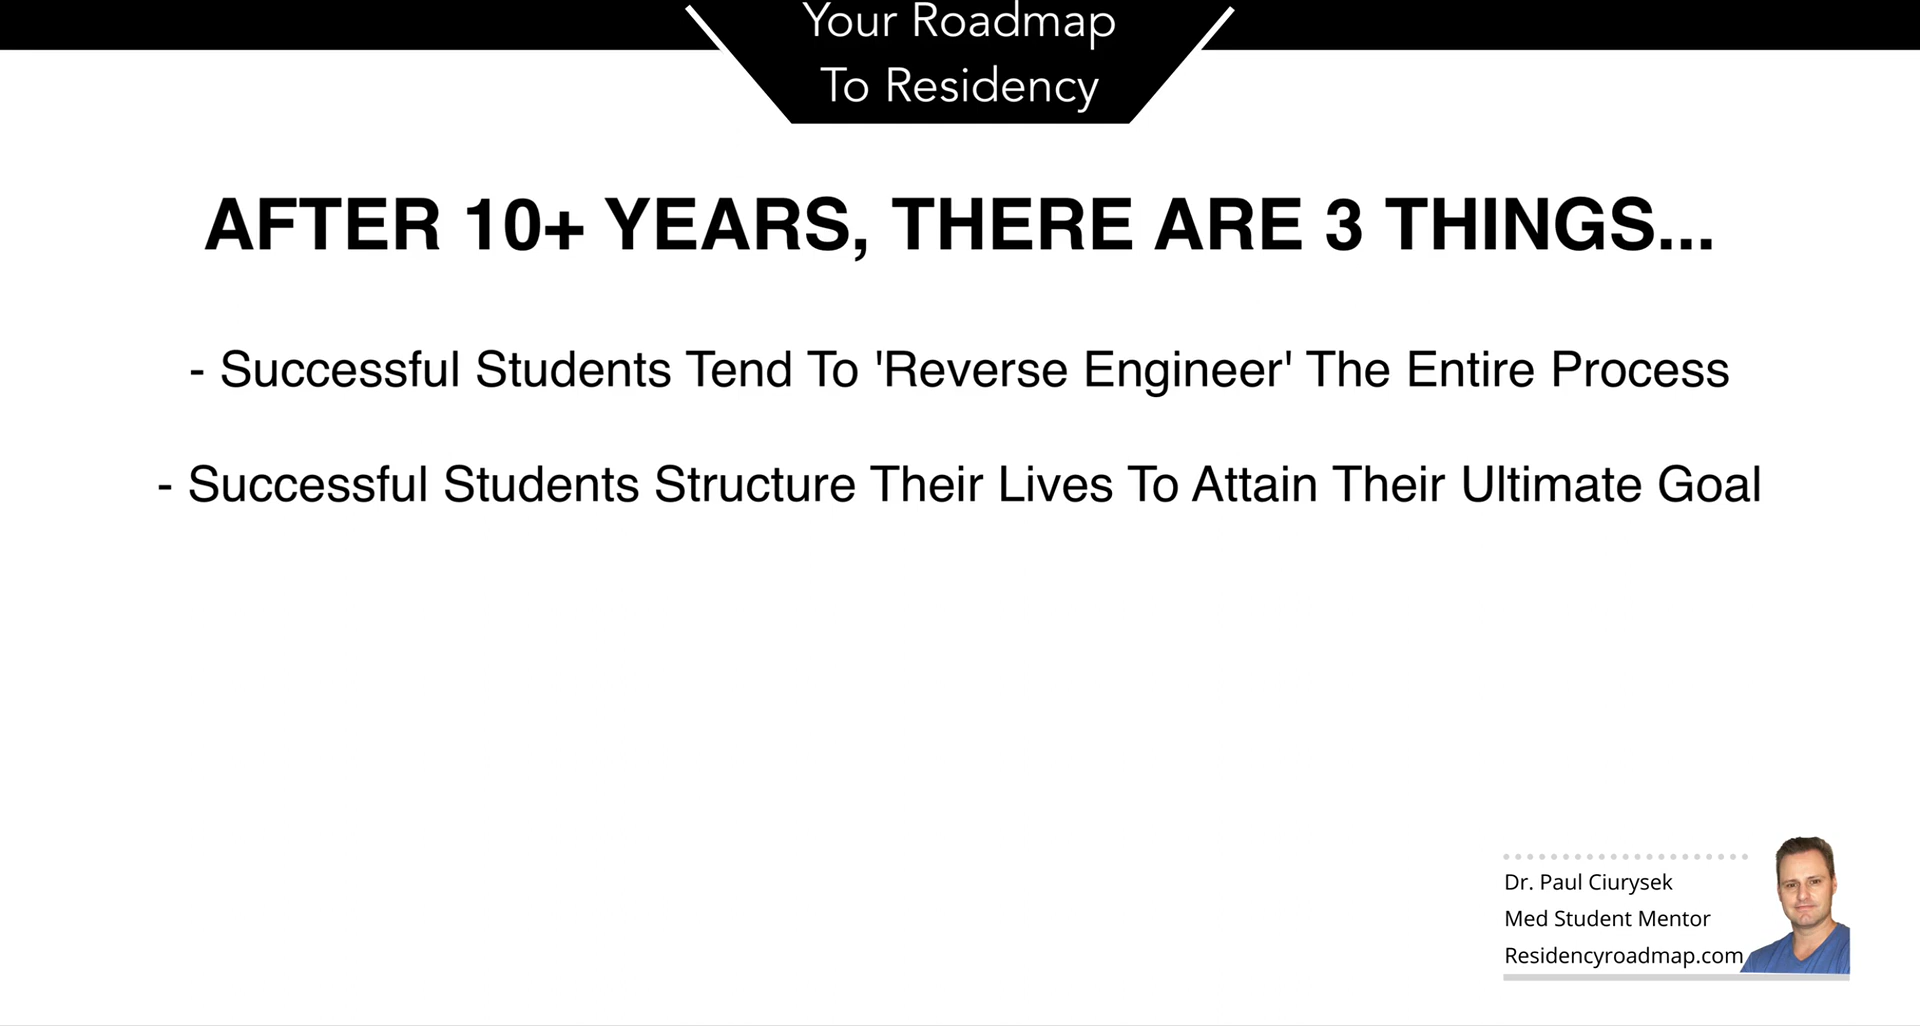 Your Roadmap
To Residency
AFTER 10+ YEARS, THERE ARE 3 THINGS...
- Successful Students Tend To 'Reverse Engineer' The Entire Process
- Successful Students Structure Their Lives To Attain Their Ultimate Goal
Dr. Paul Ciurysek
Med Student Mentor
Residencyroadmap.com